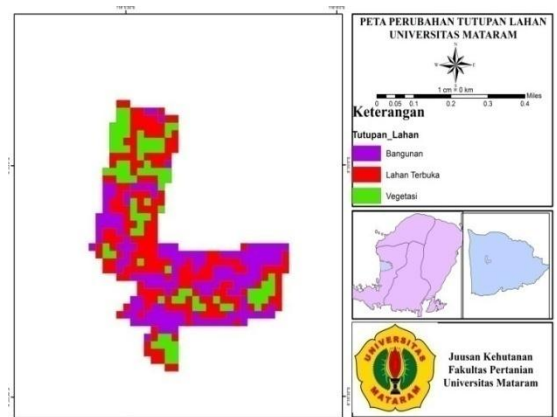 PETA PERUBAHAN TUTUPAN LAHAN
UNIVERSITAS MATARAM
N
W
E
S
1 cm = 0 km
Miles
0 0.05 0.1 0.2 0.3 0.4
Keterangan
Tutupan_Lahan
Bangunan
Lahan Terbuka
Vegetasi
UNIVERSITAS
MATARAM
Juusan Kehutanan
Fakultas Pertanian
Universitas Mataram